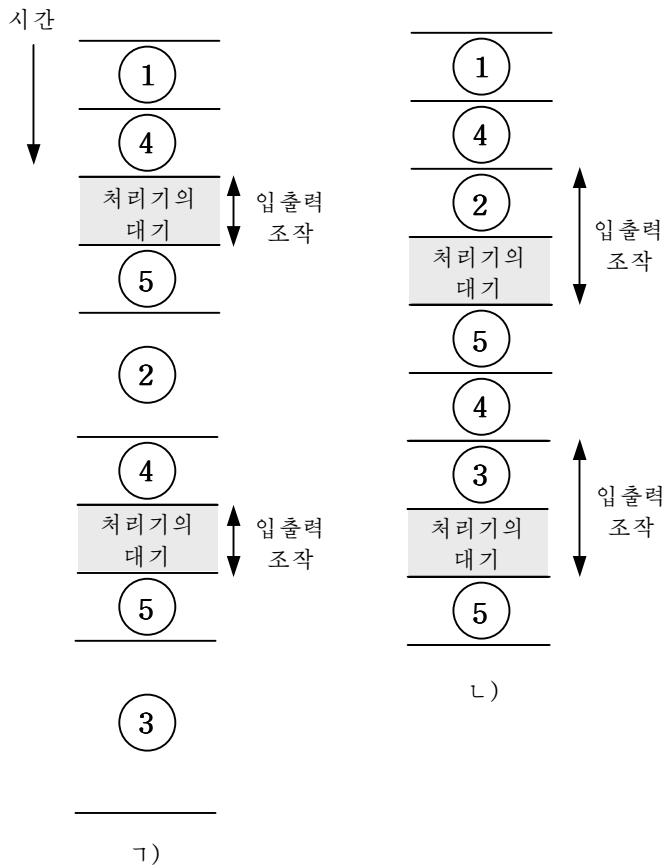 시간
①
④
처리기의
대기
입출력
조작
⑤
②
④
처리기의
대기
입출력
조작
⑤
③
ㄱ)
①
④
②
처리기의
대기
입출력
조작
⑤
④
③
처리기의
대기
입출력
조작
⑤
ㄴ)